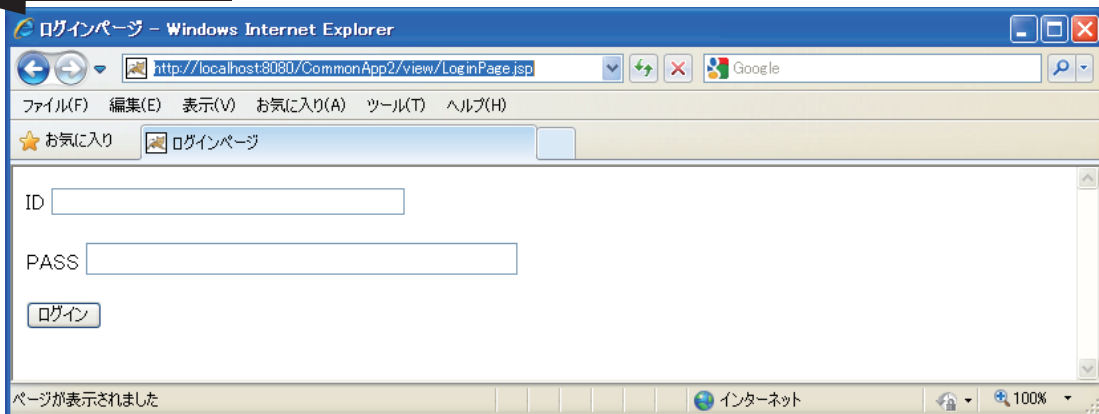 ログインページ - Windows Internet Explorer
http://localhost:8080/CommonApp2/view/LoginPage.jsp
Google
ファイル(F) 編集(E) 表示(V) お気に入り(A) ツール(T) ヘルプ(H)
お気に入り ログインページ
ID
PASS
ログイン
ページが表示されました インターネット 100%